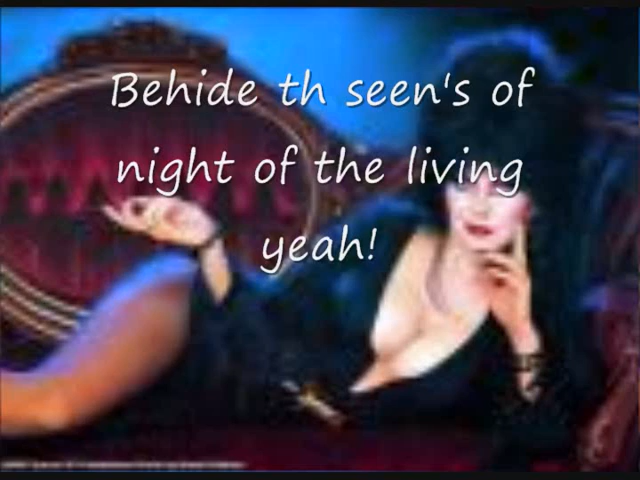 Behide th seen's of
night of the living
yeah!